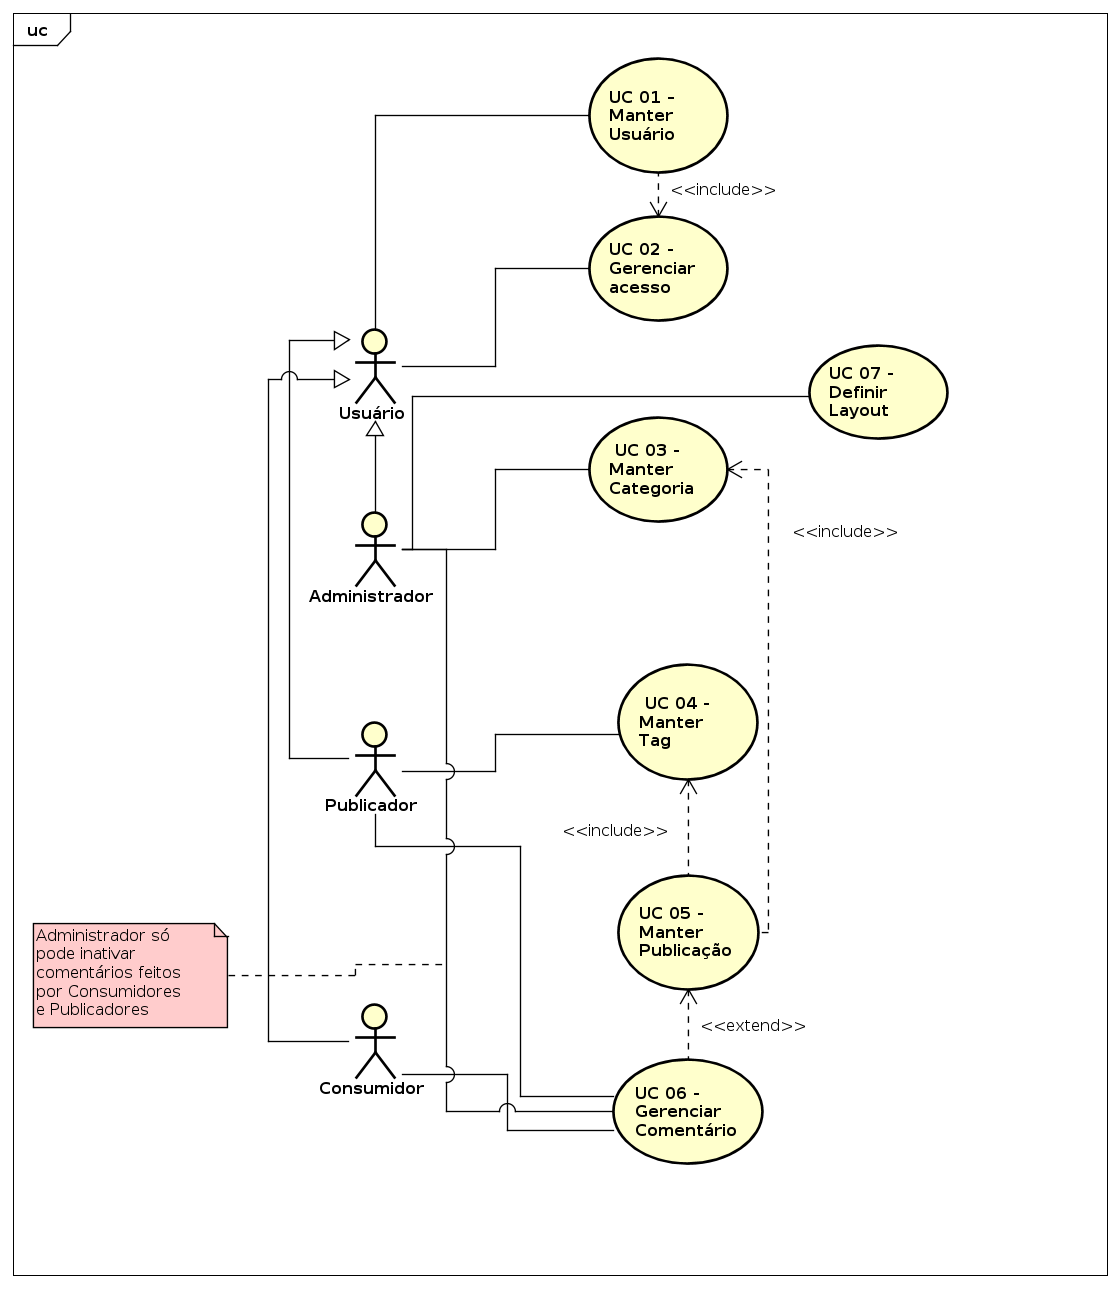 uc
UC 01 -
Manter
Usuário
<<include>>
UC 02 -
Gerenciar
acesso
Usuário
UC 07 -
Definir
Layout
UC 03 -
Manter
Categoria
<<include>>
Administrador
UC 04 -
Manter
Tag
Publicador
<<include>>
UC 05 -
Manter
Publicação
Administrador só
pode inativar
comentários feitos
por Consumidores
e Publicadores
<<extend>>
Consumidor
UC 06 -
Gerenciar
Comentário